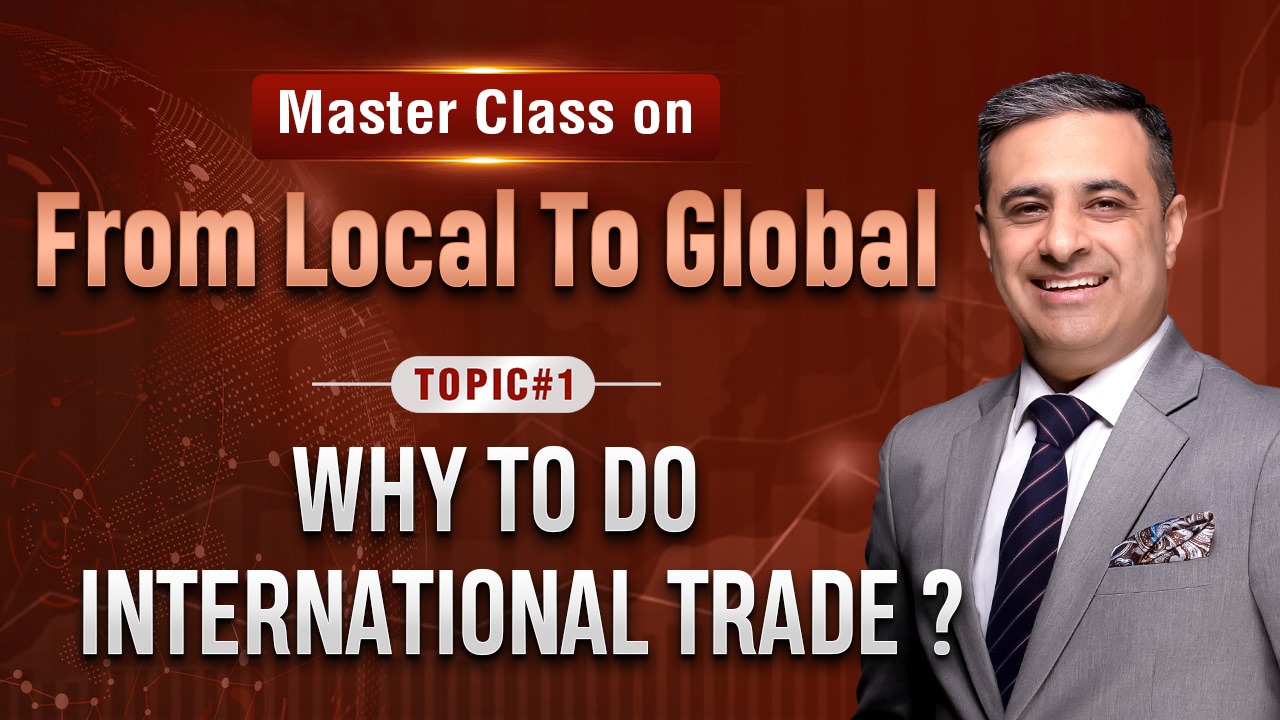 Master Class on
From Local To Global
TOPIC#1
WHY TO DO
INTERNATIONAL TRADE ?